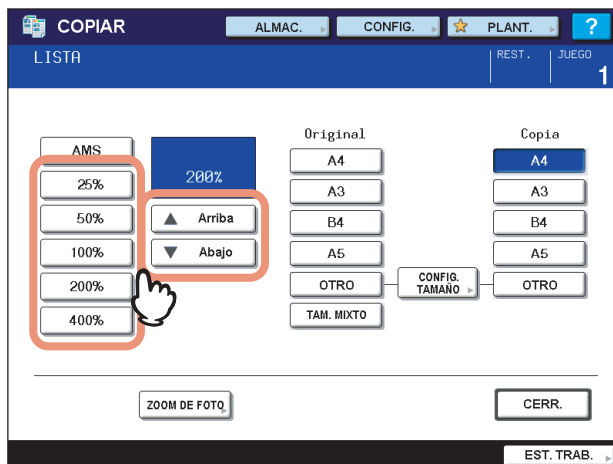 COPIAR
ALMAC.
CONFIG.
PLANT.
?
LISTA
REST.
JUEGO
1
AMS
25%
50%
100%
200%
400%
200%
Arriba
Abajo
Original
A4
A3
B4
A5
OTRO
TAM. MIXTO
CONFIG.
TAMAÑO
Copia
A4
A3
B4
A5
OTRO
ZOOM DE FOTO
CERR.
EST. TRAB.